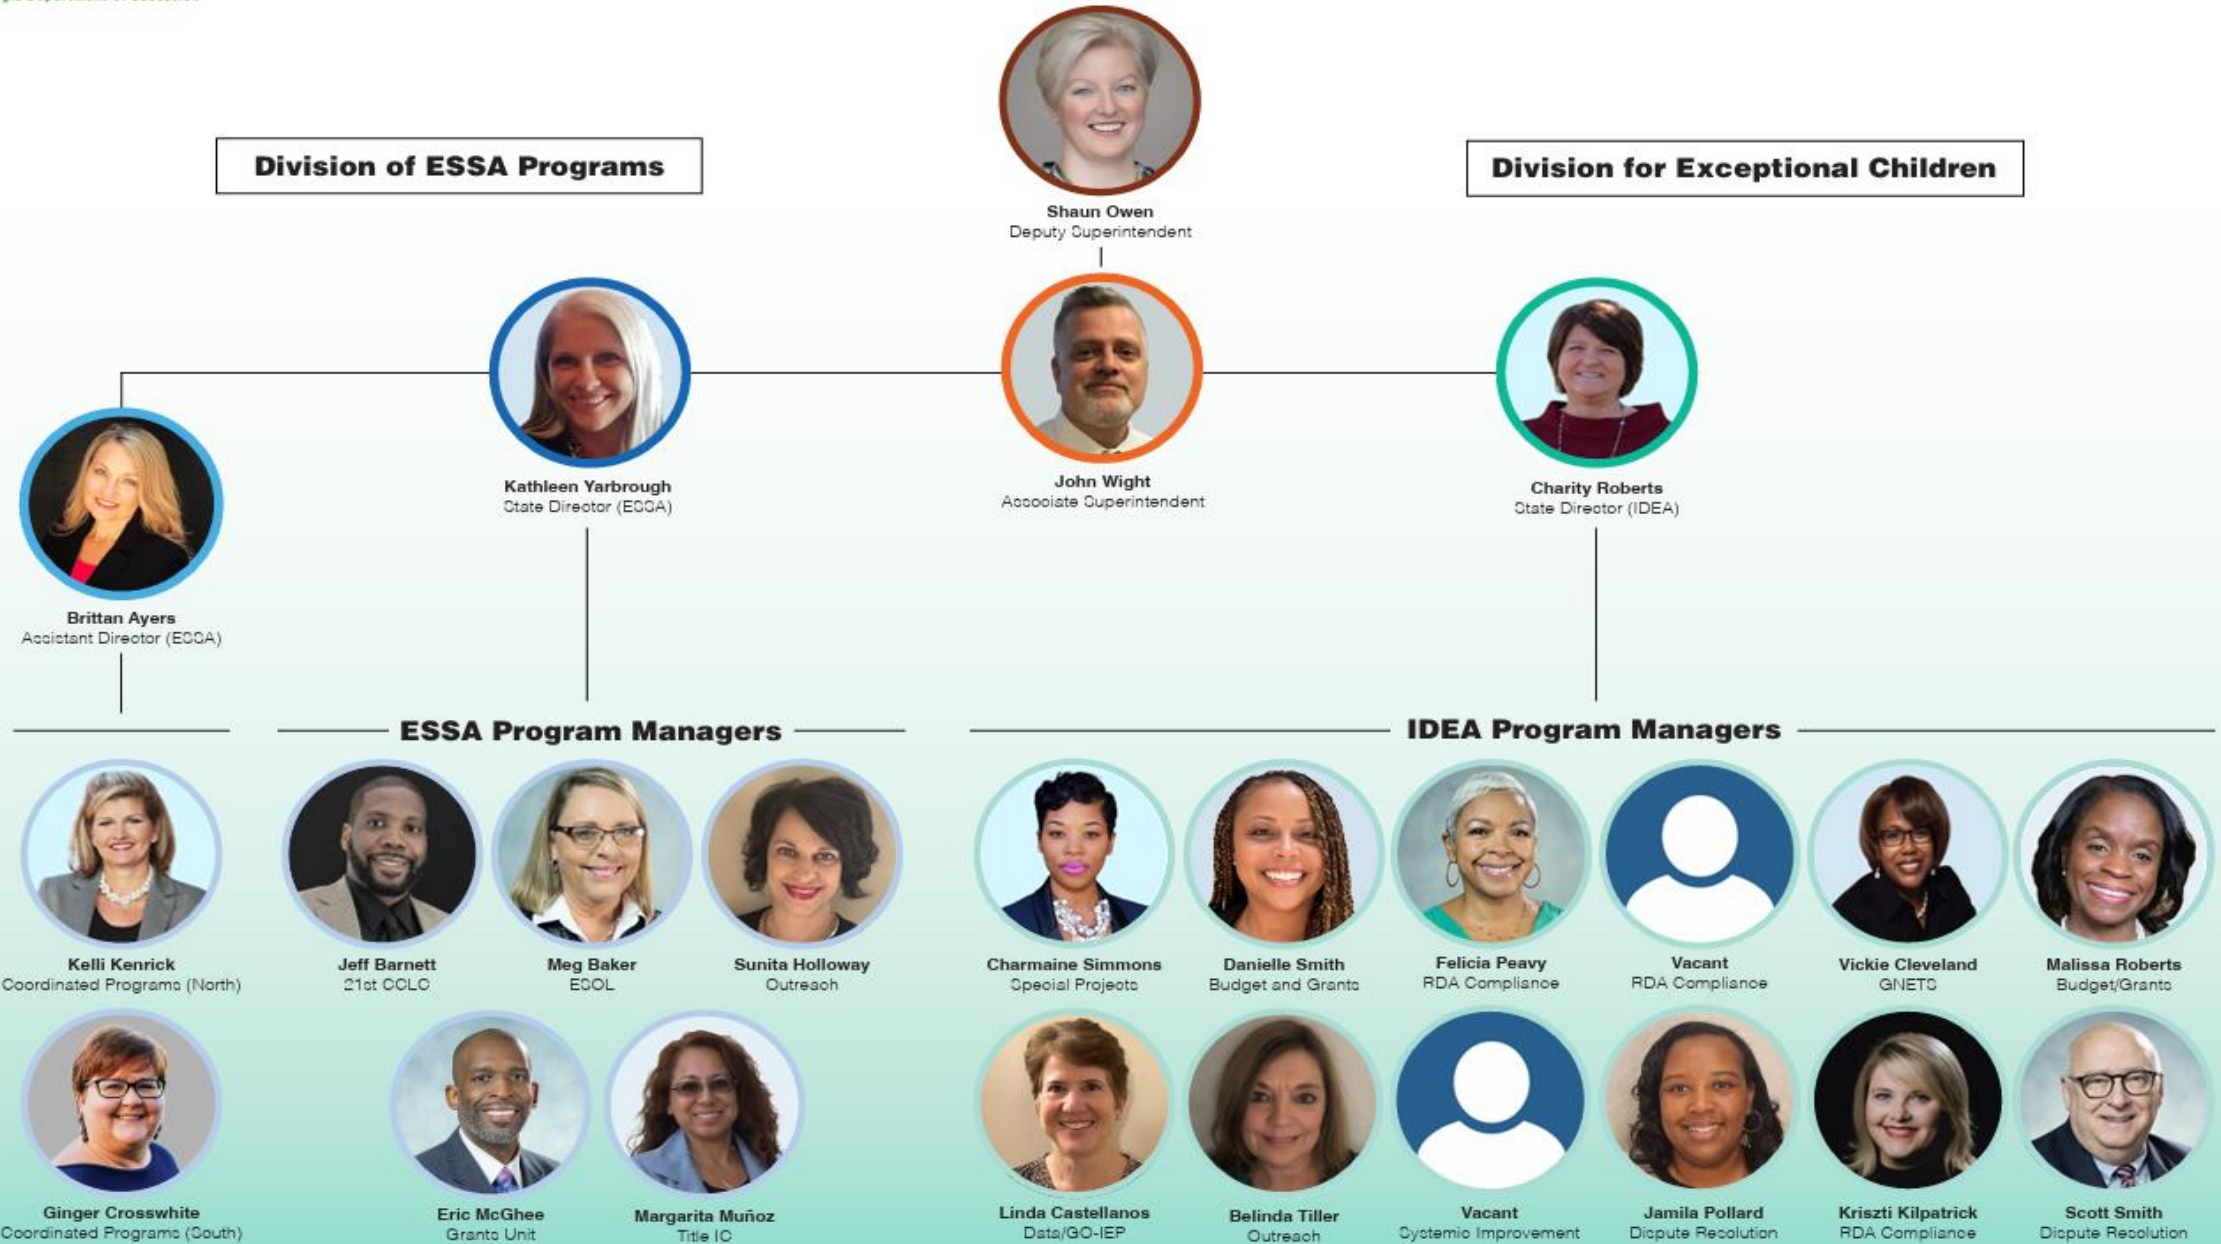 Division of ESSA Programs
Division for Exceptional Children
Shaun Owen
Deputy Superintendent
Kathleen Yarbrough
State Director (ESSA)
John Wight
Associate Superintendent
Charity Roberts
State Director (IDEA)
Brittan Ayers
Assistant Director (ESSA)
ESSA Program Managers
IDEA Program Managers
Kelli Kenrick
Coordinated Programs (North)
Jeff Barnett
21st CCLC
Meg Baker
ESOL
Sunita Holloway
Outreach
Charmaine Simmons
Special Projects
Danielle Smith
Budget and Grants
Felicia Peavy
RDA Compliance
Vacant
RDA Compliance
Vickie Cleveland
GNETS
Malissa Roberts
Budget/Grants
Ginger Crosswhite
Coordinated Programs (South)
Eric McGhee
Grants Unit
Margarita Muñoz
Title IC
Linda Castellanos
Data/GO-IEP
Belinda Tiller
Outreach
Vacant
Systemic Improvement
Jamila Pollard
Dispute Resolution
Kriszti Kilpatrick
RDA Compliance
Scott Smith
Dispute Resolution